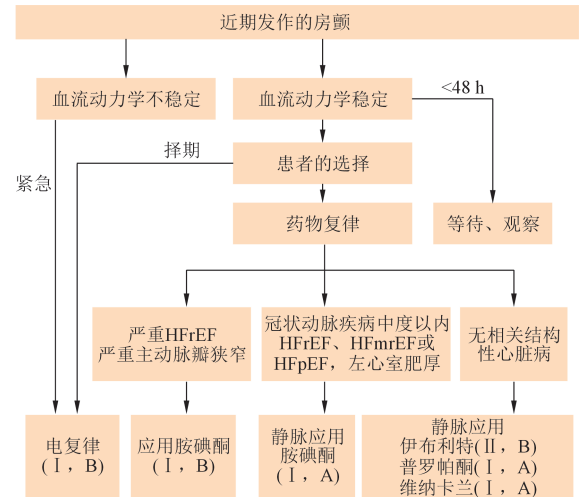 近期发作的房颤
血流动力学不稳定
血流动力学稳定
<48 h
择期
患者的选择
紧急
药物复律
等待、观察
严重HFrEF
严重主动脉瓣狭窄
冠状动脉疾病中度以内
HFrEF、HFmrEF或
HFpEF，左心室肥厚
无相关结构
性心脏病
电复律
(Ⅰ，B)
应用胺碘酮
(Ⅰ，B)
静脉应用
胺碘酮
(Ⅰ，A)
静脉应用
伊布利特(Ⅱ，B)
普罗帕酮(Ⅰ，A)
维纳卡兰(Ⅰ，A)